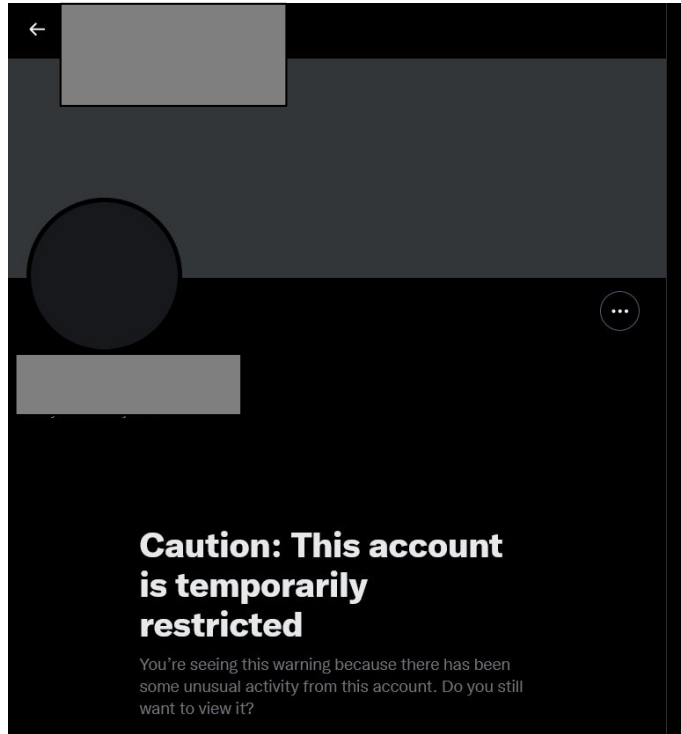 Caution: This account
is temporarily
restricted
You're seeing this warning because there has been
some unusual activity from this account. Do you still
want to view it?